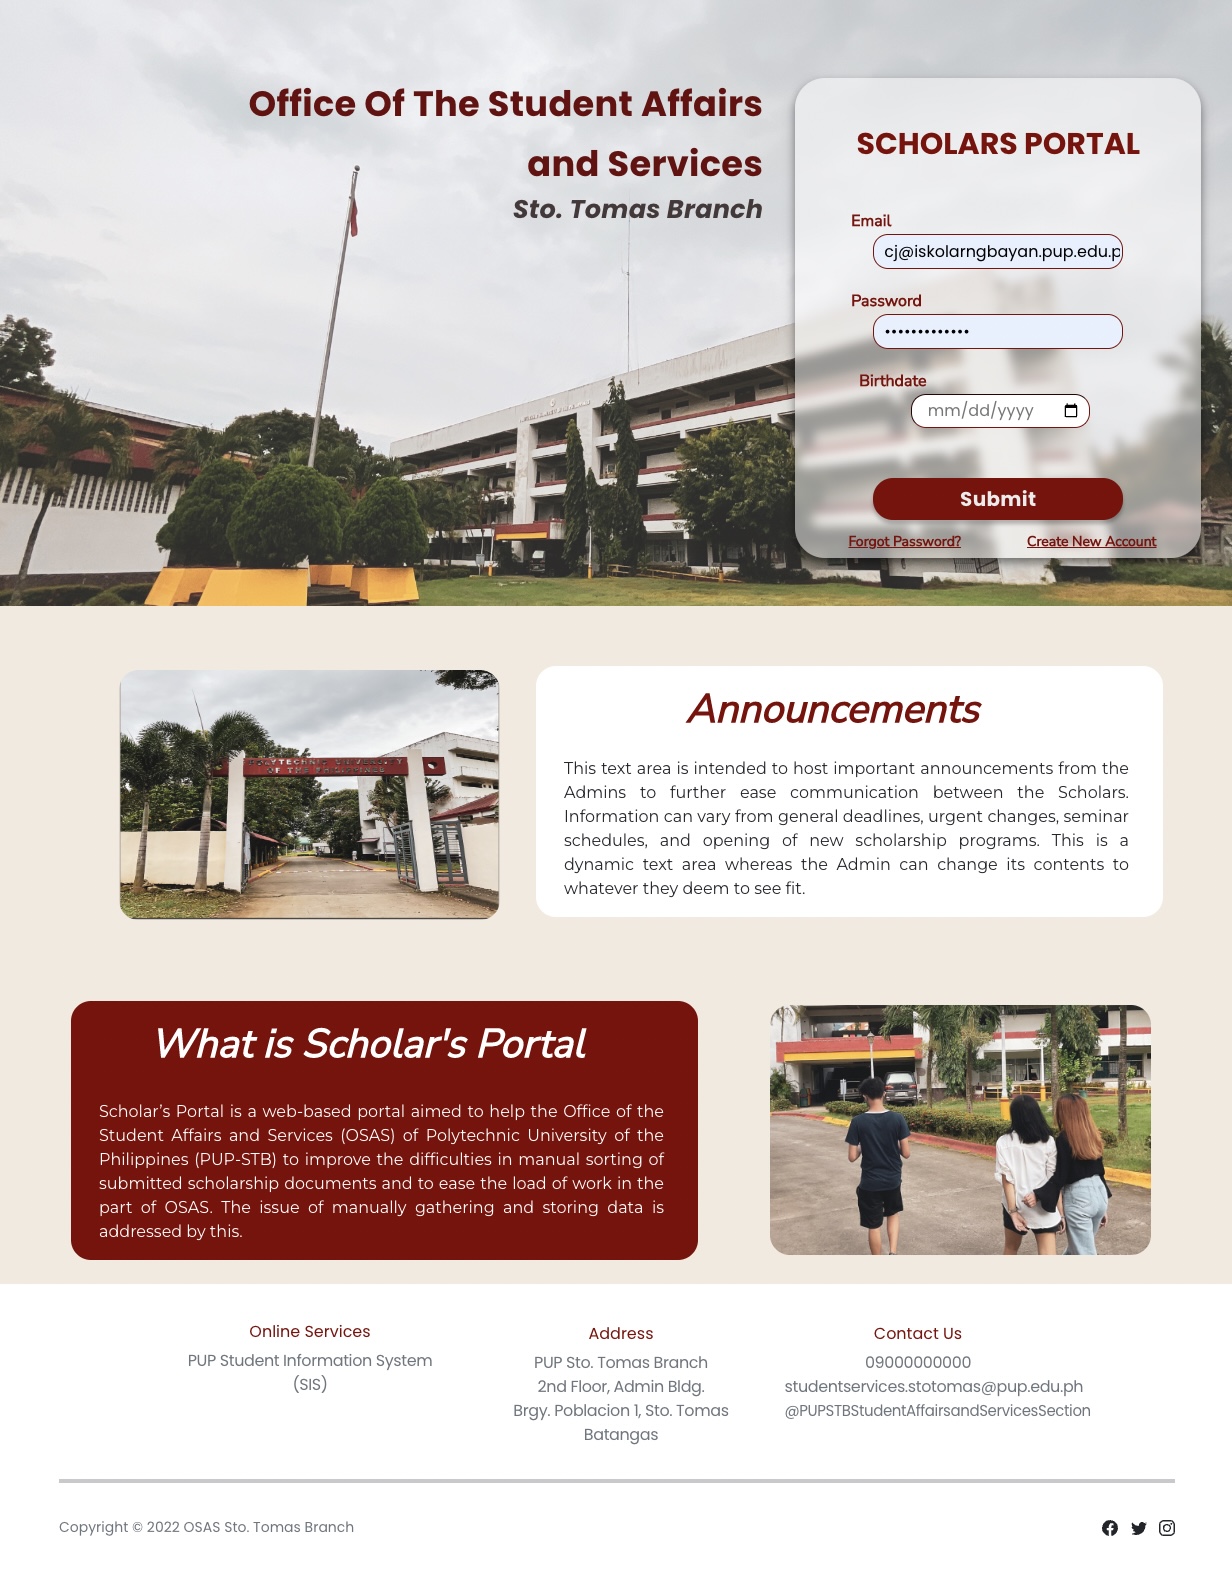 Office Of The Student Affairs
and Services
Sto. Tomas Branch
SCHOLARS PORTAL
Email
cj@iskolarngbayan.pup.edu.p
Password
•••••••••••••
Birthdate
mm/dd/yyyy
Submit
Forgot Password? Create New Account
POLYTECHNIC UNIVERSITY
OF THE PHILIPPINES
Announcements
This text area is intended to host important announcements from the
Admins to further ease communication between the Scholars.
Information can vary from general deadlines, urgent changes, seminar
schedules, and opening of new scholarship programs. This is a
dynamic text area whereas the Admin can change its contents to
whatever they deem to see fit.
What is Scholar's Portal
Scholar’s Portal is a web-based portal aimed to help the Office of the
Student Affairs and Services (OSAS) of Polytechnic University of the
Philippines (PUP-STB) to improve the difficulties in manual sorting of
submitted scholarship documents and to ease the load of work in the
part of OSAS. The issue of manually gathering and storing data is
addressed by this.
Online Services
PUP Student Information System
(SIS)
Address
PUP Sto. Tomas Branch
2nd Floor, Admin Bldg.
Brgy. Poblacion 1, Sto. Tomas
Batangas
Contact Us
09000000000
studentservices.stotomas@pup.edu.ph
@PUPSTBStudentAffairsandServicesSection
Copyright © 2022 OSAS Sto. Tomas Branch